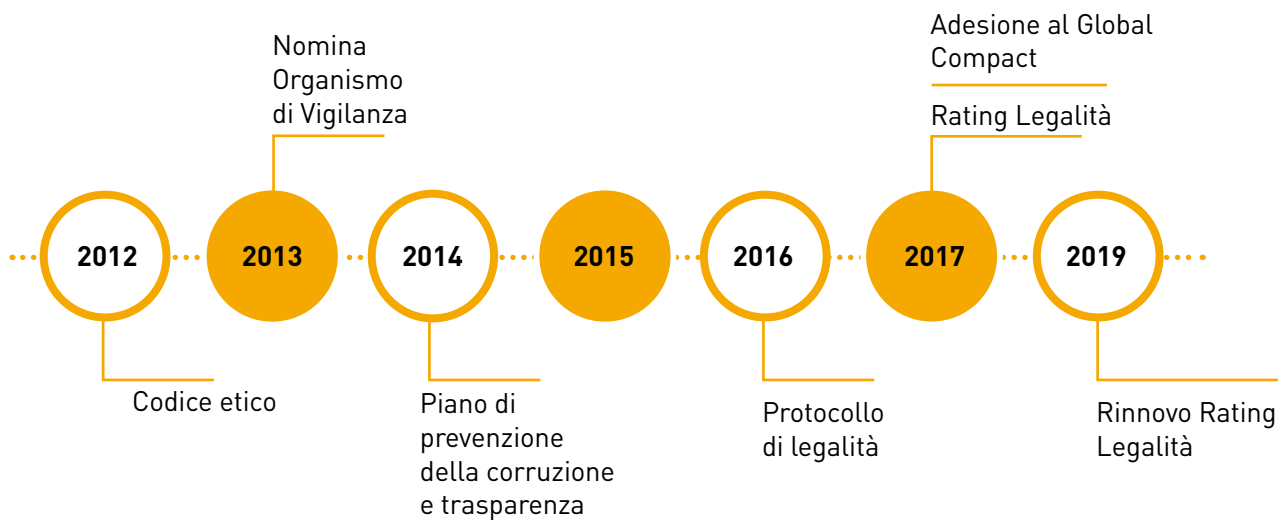 Nomina
Organismo
di Vigilanza
Adesione al Global
Compact
Rating Legalità
2012
2013
2014
2015
2016
2017
2019
Codice etico
Piano di
prevenzione
della corruzione
e trasparenza
Protocollo
di legalità
Rinnovo Rating
Legalità